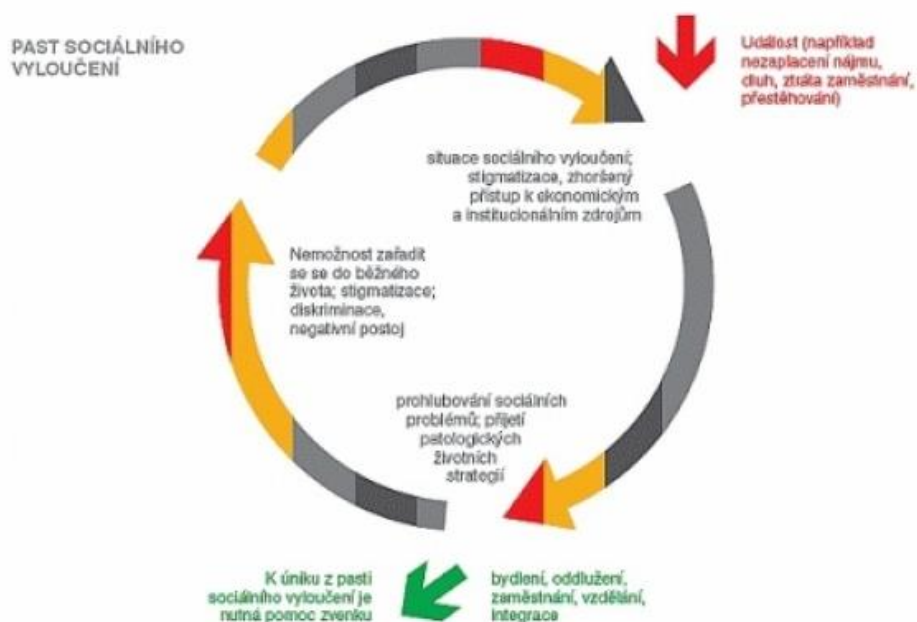 PAST SOCIÁLNÍHO
VYLOUČENÍ
Událost (například
nezaplacení nájmu,
dluh, ztráta zaměstnání,
přestěhování)
situace sociálního vyloučení;
stigmatizace, zhoršený
přístup k ekonomickým
a institucionálním zdrojům
Nemožnost zařadit
se se do běžného
života; stigmatizace;
diskriminace,
negativní postoj
prohlubování sociálních
problémů; přijetí
patologických
životních
strategií
K úniku z pasti
sociálního vyloučení je
nutná pomoc zvenku
bydlení, oddlužení,
zaměstnání, vzdělání,
integrace